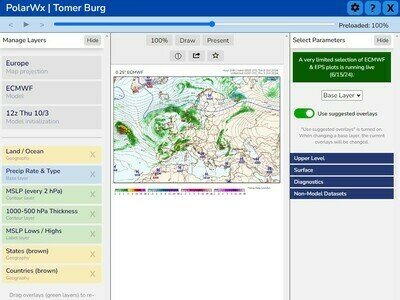 PolarWx | Tomer Burg
Preloaded: 100%
Manage Layers
Hide
Europe
Map projection
ECMWF
Model
12z Thu 10/3
Model initialization
Land / Ocean
Geography
X
Precip Rate & Type
Base layer
X
MSLP (every 2 hPa)
Contour layer
X
1000-500 hPa Thickness
Contour layer
X
MSLP Lows / Highs
Label layer
X
States (brown)
Geography
X
Countries (brown)
Geography
X
Drag overlays (green layers) to re-
100%
Draw
Present
0.25° ECMWF
Select Parameters
Hide
A very limited selection of ECMWF
& EPS plots is running live
(6/15/24).
Base Layer
Use suggested overlays
"Use suggested overlays" is turned on.
When changing a base layer, the current
overlays will be changed.
Upper Level
Surface
Diagnostics
Non-Model Datasets